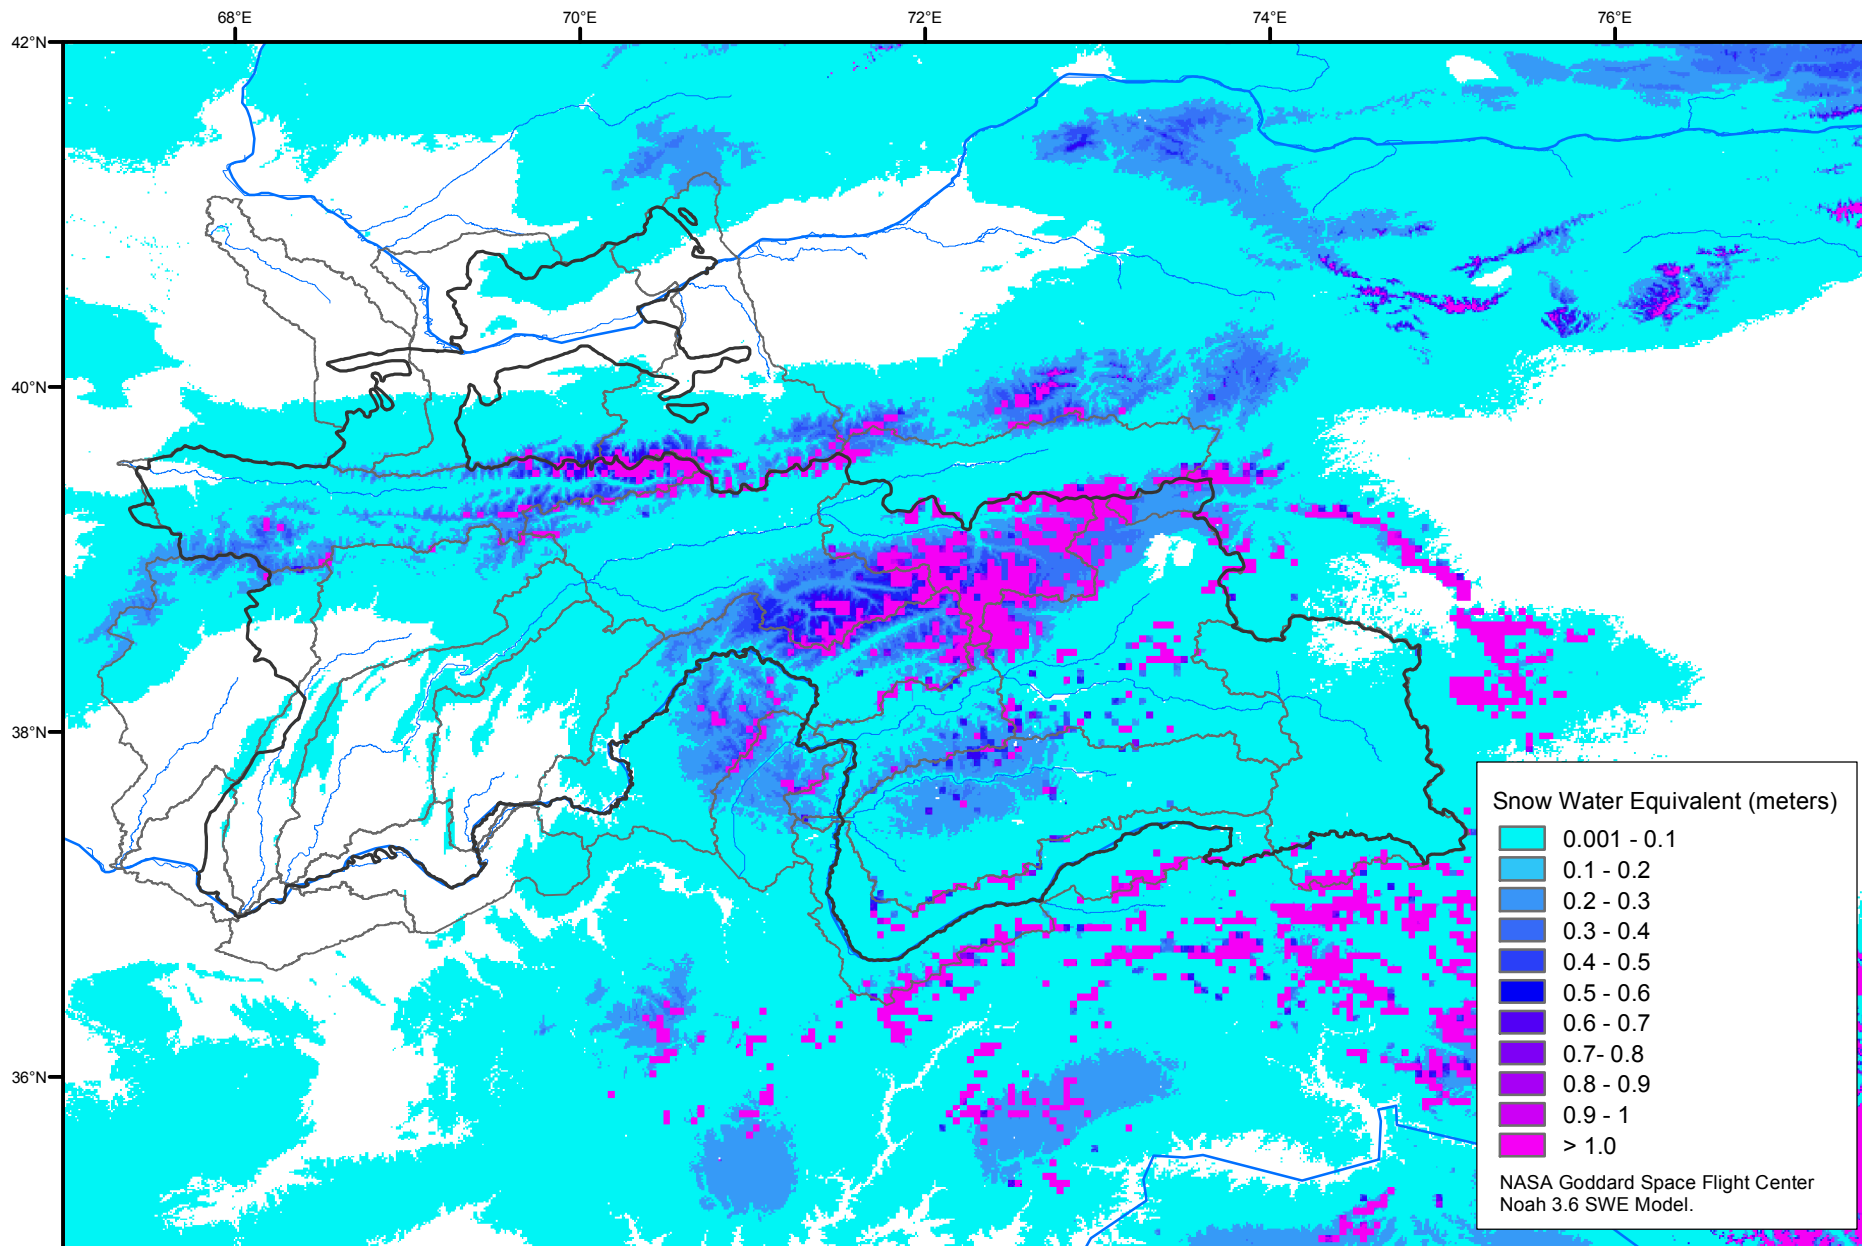 68°E 70°E 72°E 74°E 76°E
42°N
40°N
38°N
36°N
Snow Water Equivalent (meters)
0.001 - 0.1
0.1 - 0.2
0.2 - 0.3
0.3 - 0.4
0.4 - 0.5
0.5 - 0.6
0.6 - 0.7
0.7- 0.8
0.8 - 0.9
0.9 - 1
> 1.0
NASA Goddard Space Flight Center
Noah 3.6 SWE Model.